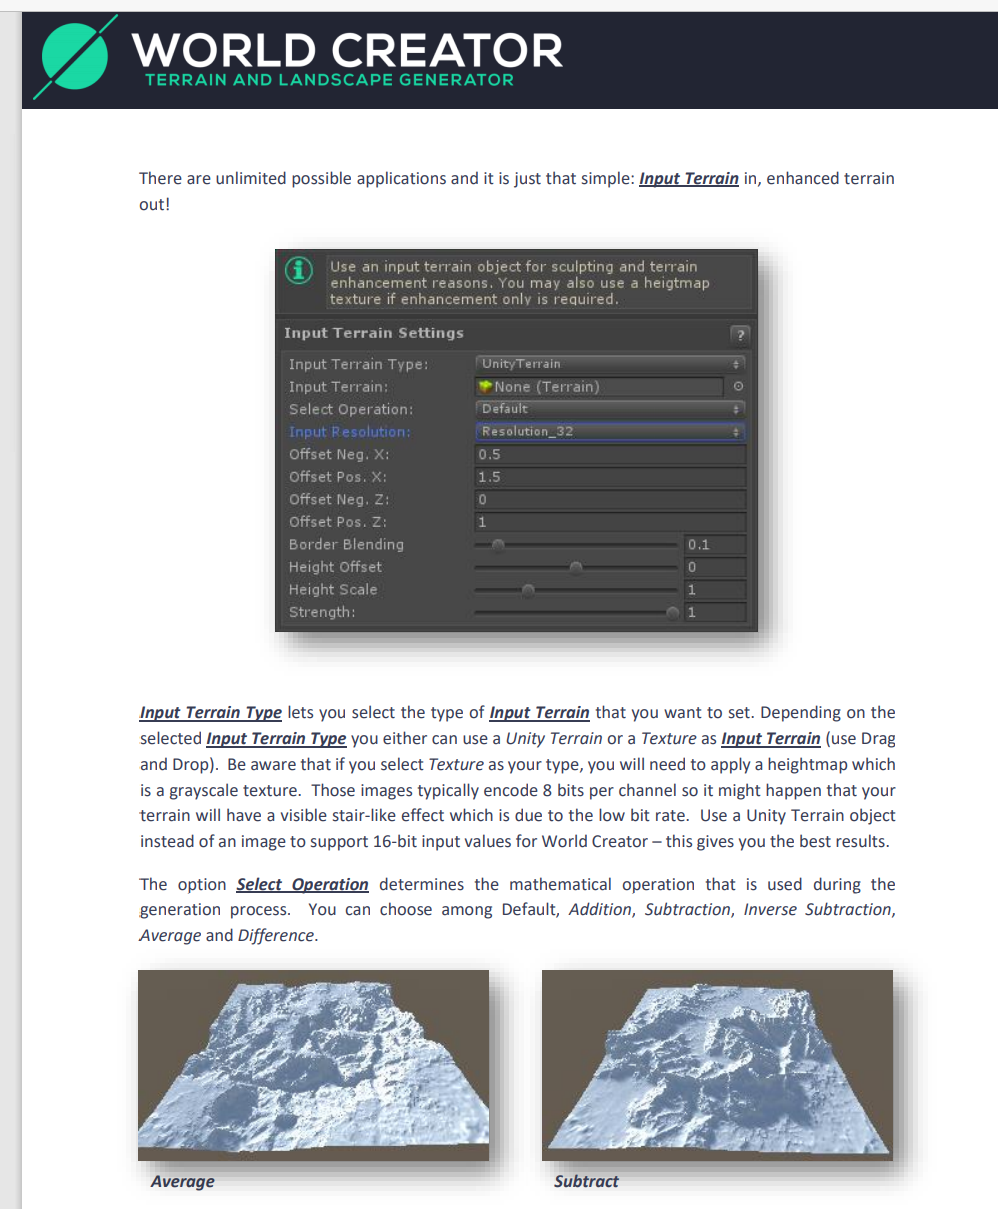 WORLD CREATOR
TERRAIN AND LANDSCAPE GENERATOR
There are unlimited possible applications and it is just that simple: Input Terrain in, enhanced terrain
out!
Use an input terrain object for sculpting and terrain
enhancement reasons. You may also use a heigtmap
texture if enhancement only is required.
Input Terrain Settings ?
Input Terrain Type: UnityTerrain
Input Terrain: None (Terrain)
Select Operation: Default
Input Resolution: Resolution_32
Offset Neg. X: 0.5
Offset Pos. X: 1.5
Offset Neg. Z: 0
Offset Pos. Z: 1
Border Blending 0.1
Height Offset 0
Height Scale 1
Strength: 1
Input Terrain Type lets you select the type of Input Terrain that you want to set. Depending on the
selected Input Terrain Type you either can use a Unity Terrain or a Texture as Input Terrain (use Drag
and Drop). Be aware that if you select Texture as your type, you will need to apply a heightmap which
is a grayscale texture. Those images typically encode 8 bits per channel so it might happen that your
terrain will have a visible stair-like effect which is due to the low bit rate. Use a Unity Terrain object
instead of an image to support 16-bit input values for World Creator – this gives you the best results.
The option Select Operation determines the mathematical operation that is used during the
generation process. You can choose among Default, Addition, Subtraction, Inverse Subtraction,
Average and Difference.
Average
Subtract